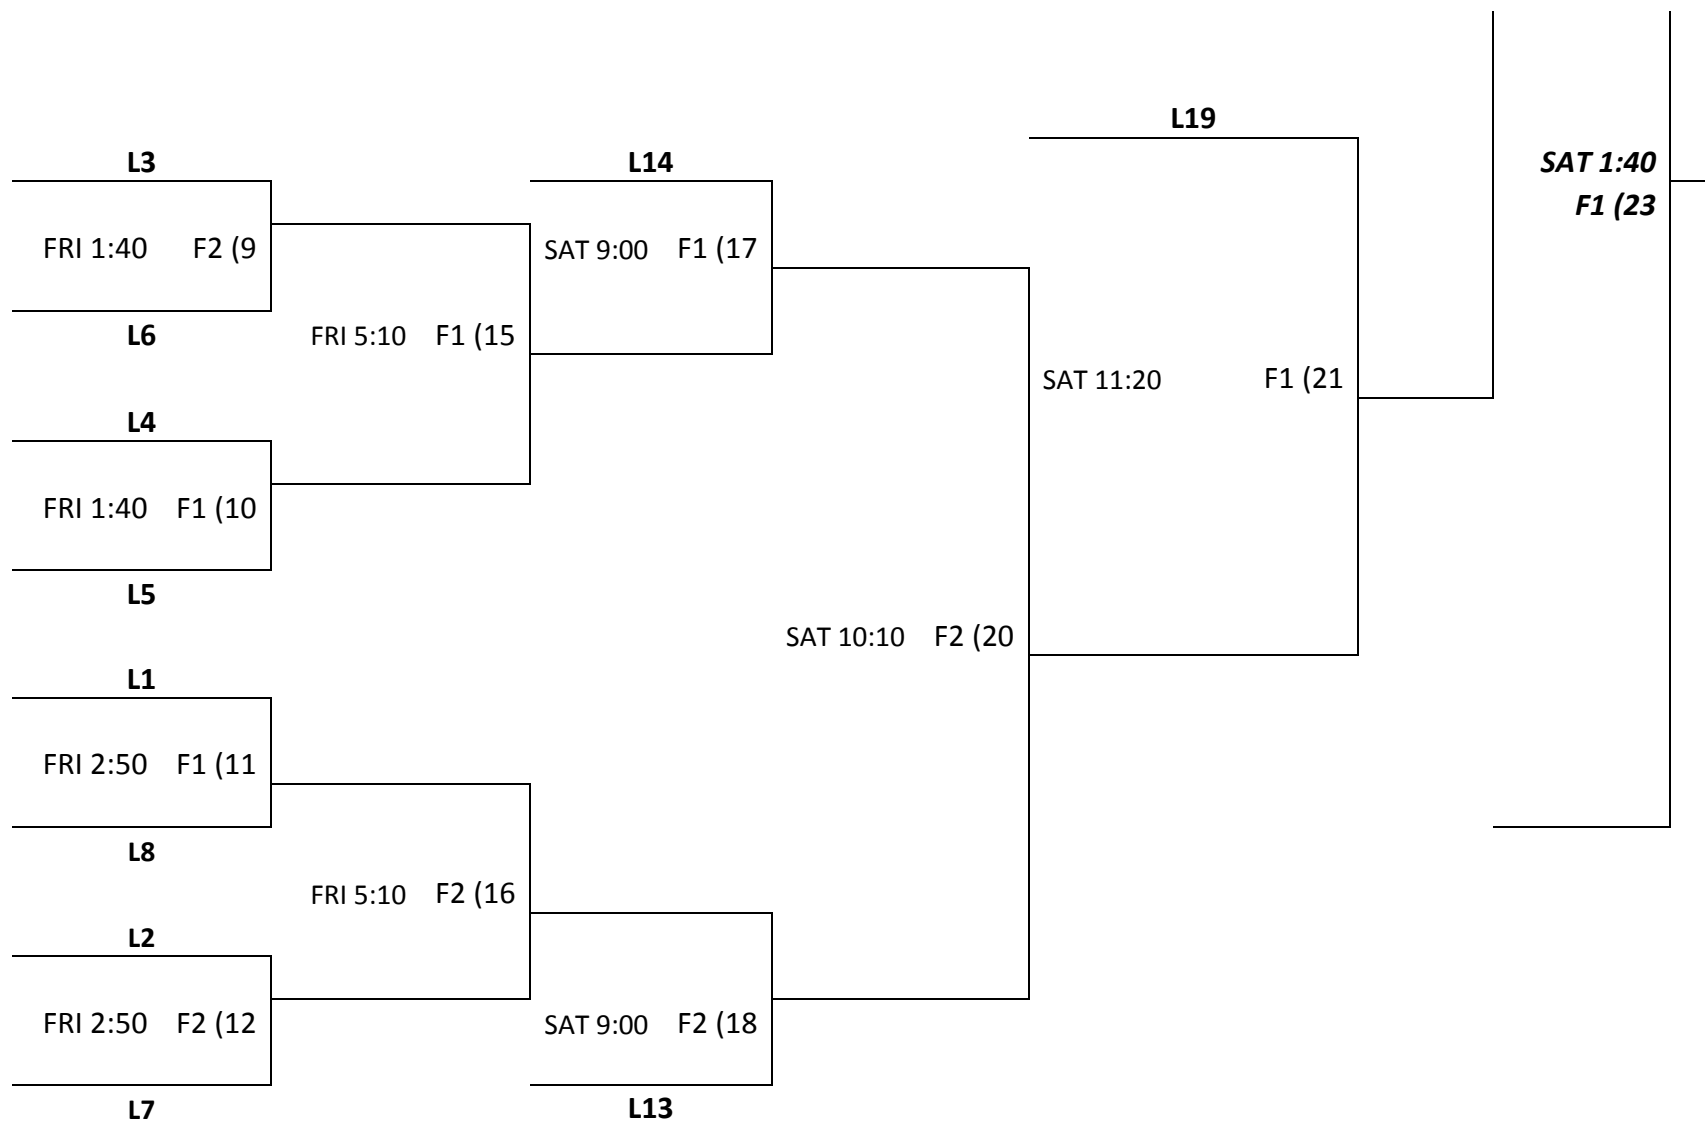 L19
L3
L14
SAT 1:40
F1 (23
FRI 1:40 F2 (9
SAT 9:00 F1 (17
L6
FRI 5:10 F1 (15
SAT 11:20 F1 (21
L4
FRI 1:40 F1 (10
L5
SAT 10:10 F2 (20
L1
FRI 2:50 F1 (11
L8
FRI 5:10 F2 (16
L2
FRI 2:50 F2 (12
SAT 9:00 F2 (18
L7
L13